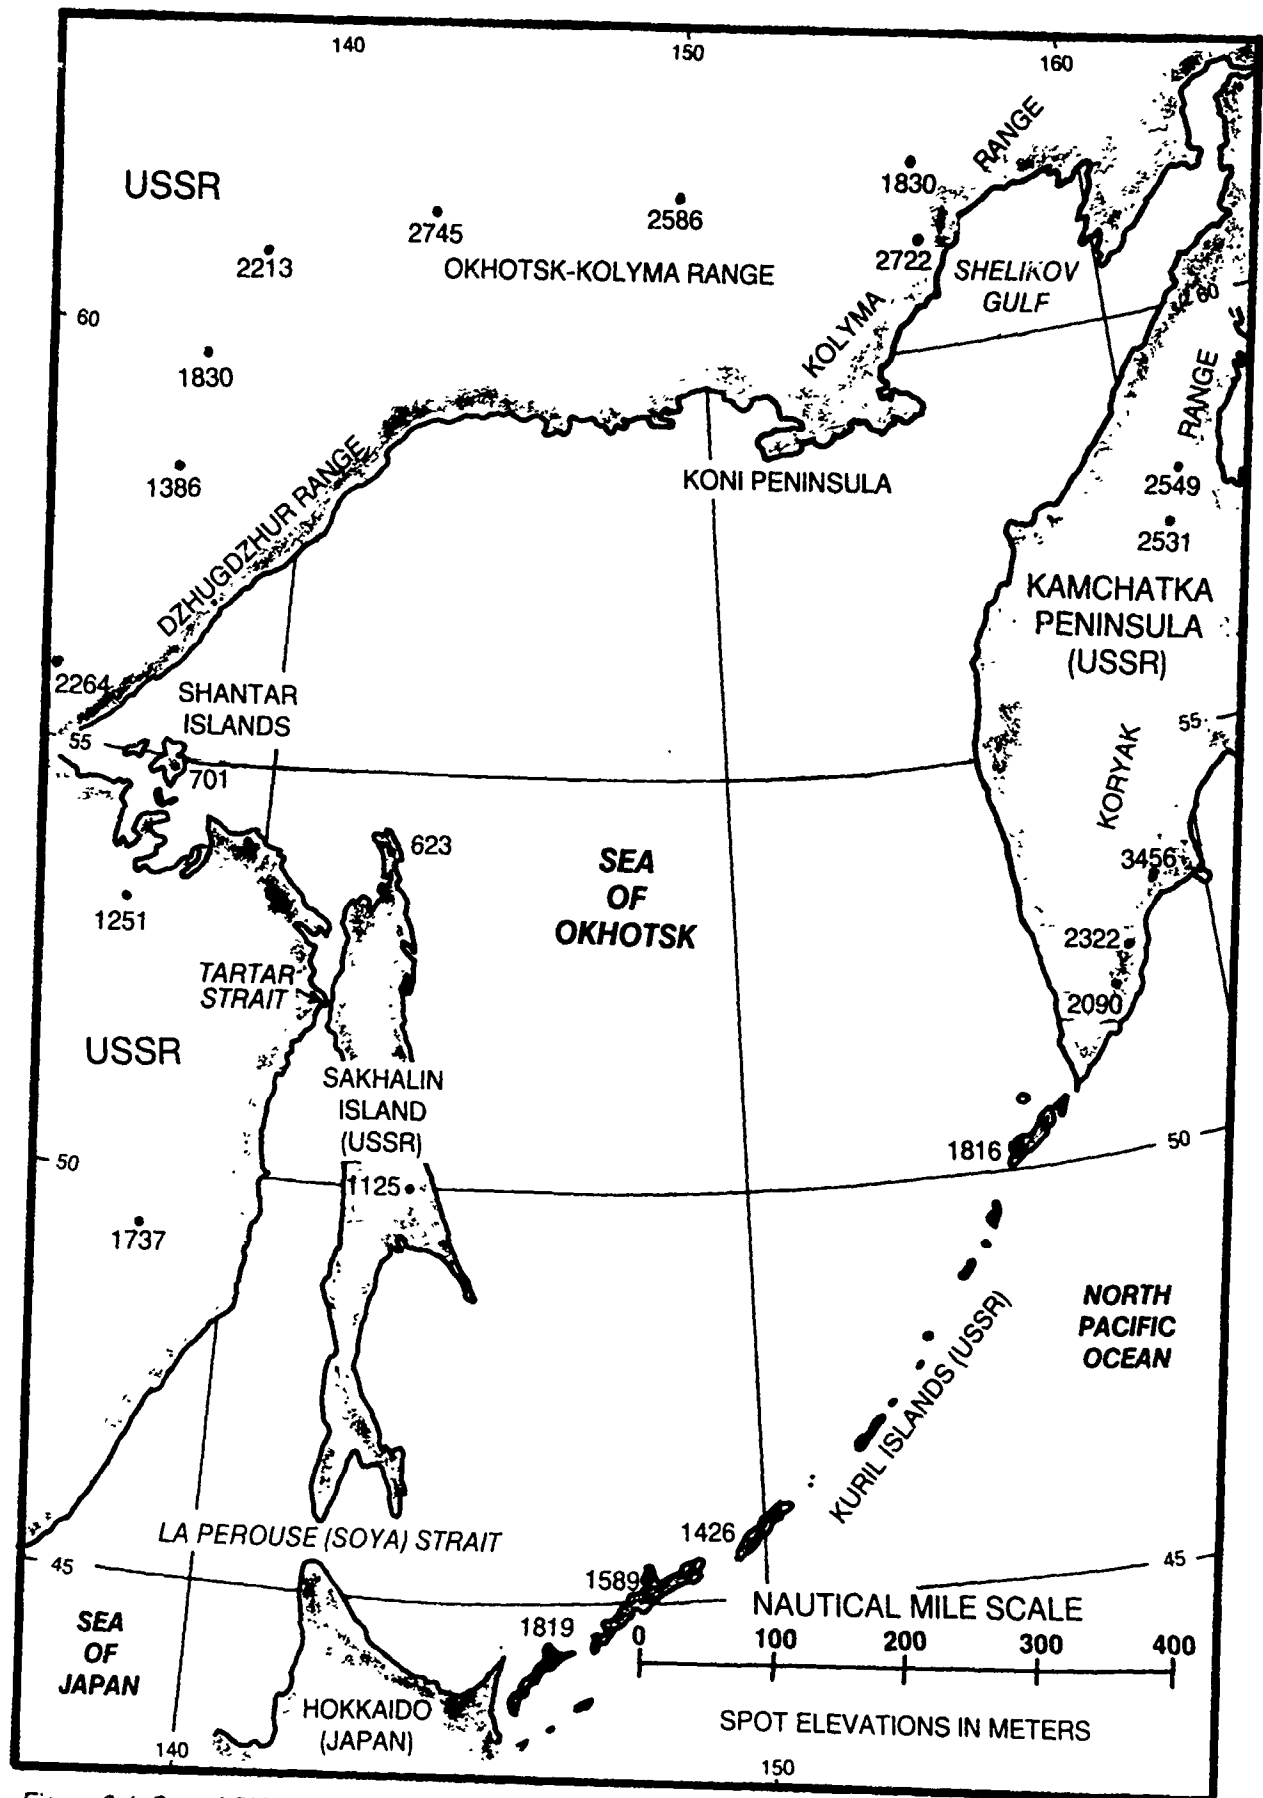 140
150
160
USSR
RANGE
1830
2586
2745
2213
2722
OKHOTSK-KOLYMA RANGE
SHELIKOV
GULF
60
60
KOLYMA
1830
RANGE
1386
KONI PENINSULA
2549
2531
DZHUGDZHUR RANGE
KAMCHATKA
PENINSULA
(USSR)
2264
SHANTAR
ISLANDS
55
55
701
KORYAK
623
SEA
OF
OKHOTSK
3456
1251
2322
TARTAR
STRAIT
2090
USSR
SAKHALIN
ISLAND
(USSR)
1816
50
50
1125
1737
NORTH
PACIFIC
OCEAN
KURIL ISLANDS (USSR)
LA PEROUSE (SOYA) STRAIT
1426
45
45
1589
NAUTICAL MILE SCALE
0 100 200 300 400
SEA
OF
JAPAN
1819
HOKKAIDO
(JAPAN)
SPOT ELEVATIONS IN METERS
140
150